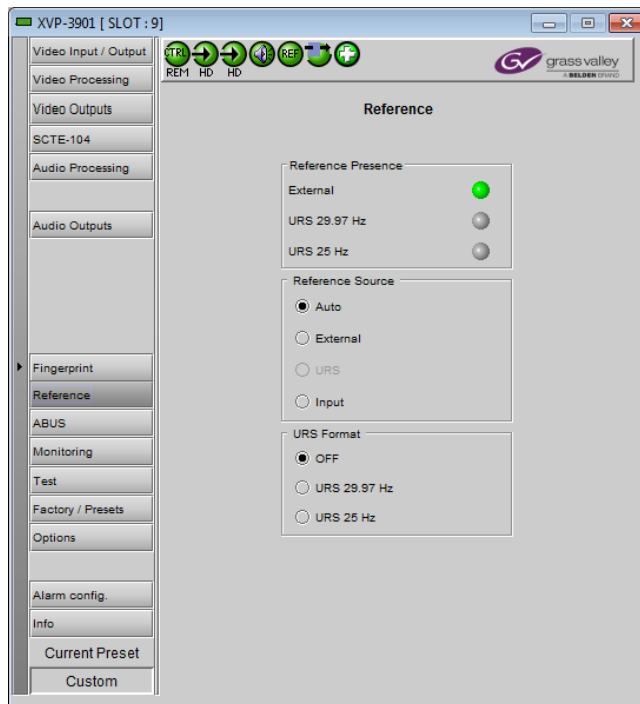 XVP-3901 [ SLOT : 9]
Video Input / Output
Video Processing
Video Outputs
SCTE-104
Audio Processing
Audio Outputs
Fingerprint
Reference
ABUS
Monitoring
Test
Factory / Presets
Options
Alarm config.
Info
Current Preset
Custom
CTRL
REF
REM HD HD
GV grass valley
A BELDEN BRAND
Reference
Reference Presence
External
URS 29.97 Hz
URS 25 Hz
Reference Source
Auto
External
URS
Input
URS Format
OFF
URS 29.97 Hz
URS 25 Hz